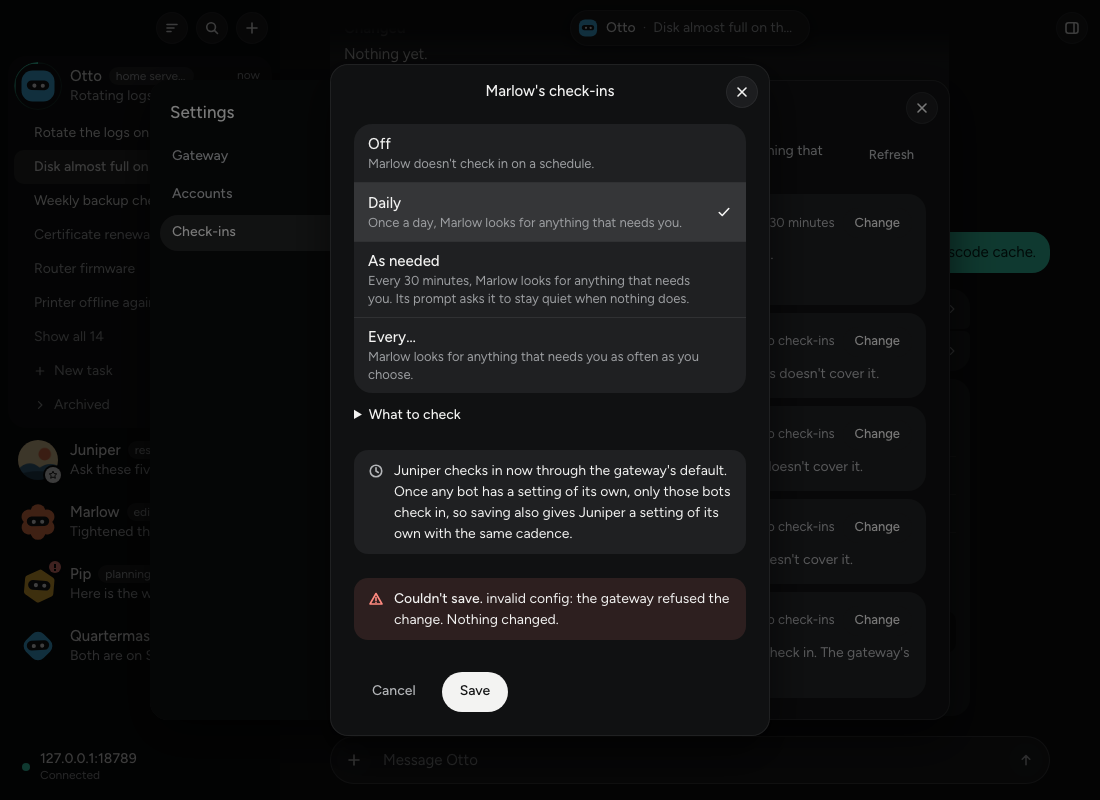 Nothing yet.
Otto · Disk almost full on th...
Otto home serve... now
Rotating logs
Rotate the logs on
Disk almost full on
Weekly backup
Certificate renewa
Router firmware
Printer offline agai
Show all 14
+ New task
Archived
Juniper
Ask these fiv
Marlow
Tightened th
Pip planning
Here is the w
Quartermas
Both are on S
127.0.0.1:18789
Connected
Settings
Gateway
Accounts
Check-ins
Refresh
30 minutes Change
check-ins Change
s doesn't cover it.
check-ins Change
doesn't cover it.
check-ins Change
esn't cover it.
check-ins Change
heck in. The gateway's
scode cache.
Message Otto
Marlow's check-ins
Off
Marlow doesn't check in on a schedule.
Daily
Once a day, Marlow looks for anything that needs you.
As needed
Every 30 minutes, Marlow looks for anything that needs
you. Its prompt asks it to stay quiet when nothing does.
Every...
Marlow looks for anything that needs you as often as you
choose.
What to check
Juniper checks in now through the gateway's default.
Once any bot has a setting of its own, only those bots
check in, so saving also gives Juniper a setting of its
own with the same cadence.
Couldn't save. invalid config: the gateway refused the
change. Nothing changed.
Cancel Save